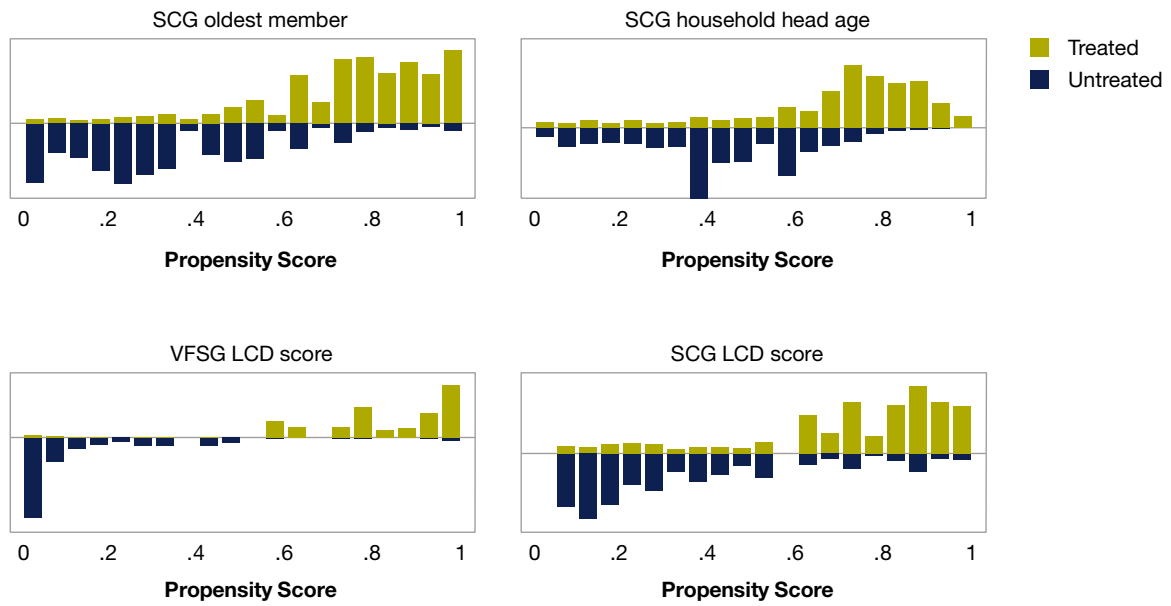 SCG oldest member
SCG household head age
Treated
Untreated
0 .2 .4 .6 .8 1
0 .2 .4 .6 .8 1
Propensity Score
Propensity Score
VFSG LCD score
SCG LCD score
0 .2 .4 .6 .8 1
0 .2 .4 .6 .8 1
Propensity Score
Propensity Score